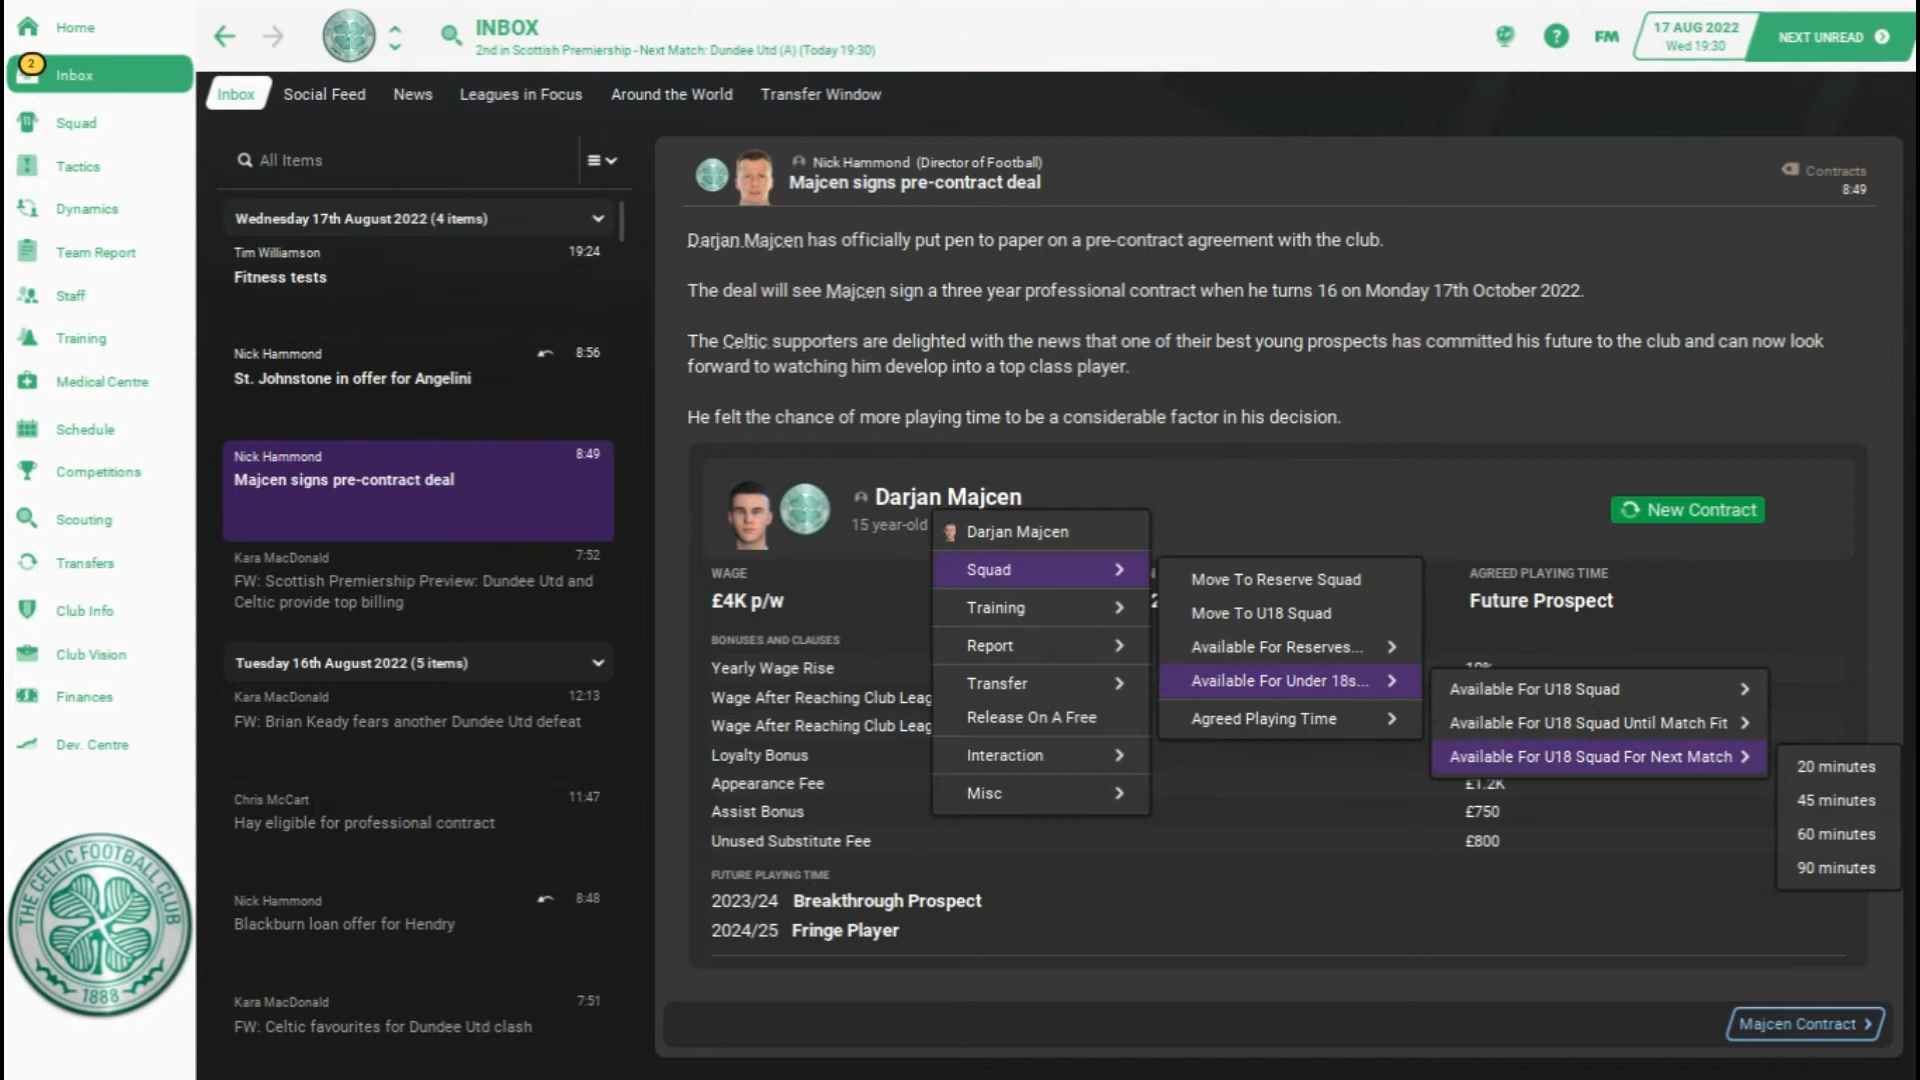 Home
2
Inbox
Squad
Tactics
Dynamics
Team Report
Staff
Training
Medical Centre
Schedule
Competitions
Scouting
Transfers
Club Info
Club Vision
Finances
Dev. Centre
THE CELTIC FOOTBALL CLUB
1888
INBOX
2nd in Scottish Premiership - Next Match: Dundee Utd (A) (Today 19:30)
?
FM
17 AUG 2022
Wed 19:30
NEXT UNREAD
Inbox Social Feed News Leagues in Focus Around the World Transfer Window
All Items
Wednesday 17th August 2022 (4 items)
Tim Williamson 19:24
Fitness tests
Nick Hammond 8:56
St. Johnstone in offer for Angelini
Nick Hammond 8:49
Majcen signs pre-contract deal
Kara MacDonald 7:52
FW: Scottish Premiership Preview: Dundee Utd and
Celtic provide top billing
Tuesday 16th August 2022 (5 items)
Kara MacDonald 12:13
FW: Brian Keady fears another Dundee Utd defeat
Chris McCart 11:47
Hay eligible for professional contract
Nick Hammond 8:48
Blackburn loan offer for Hendry
Kara MacDonald 7:51
FW: Celtic favourites for Dundee Utd clash
Nick Hammond (Director of Football)
Majcen signs pre-contract deal
Contracts
8:49
Darjan Majcen has officially put pen to paper on a pre-contract agreement with the club.
The deal will see Majcen sign a three year professional contract when he turns 16 on Monday 17th October 2022.
The Celtic supporters are delighted with the news that one of their best young prospects has committed his future to the club and can now look
forward to watching him develop into a top class player.
He felt the chance of more playing time to be a considerable factor in his decision.
Darjan Majcen
15 year-old
New Contract
WAGE
£4K p/w
AGREED PLAYING TIME
Future Prospect
BONUSES AND CLAUSES
Yearly Wage Rise 10%
Wage After Reaching Club Leag
Wage After Reaching Club Leag
Loyalty Bonus
Appearance Fee £1.2K
Assist Bonus £750
Unused Substitute Fee £800
FUTURE PLAYING TIME
2023/24 Breakthrough Prospect
2024/25 Fringe Player
Darjan Majcen
Squad
Training
Report
Transfer
Release On A Free
Interaction
Misc
Move To Reserve Squad
Move To U18 Squad
Available For Reserves...
Available For Under 18s...
Agreed Playing Time
Available For U18 Squad
Available For U18 Squad Until Match Fit
Available For U18 Squad For Next Match
20 minutes
45 minutes
60 minutes
90 minutes
Majcen Contract